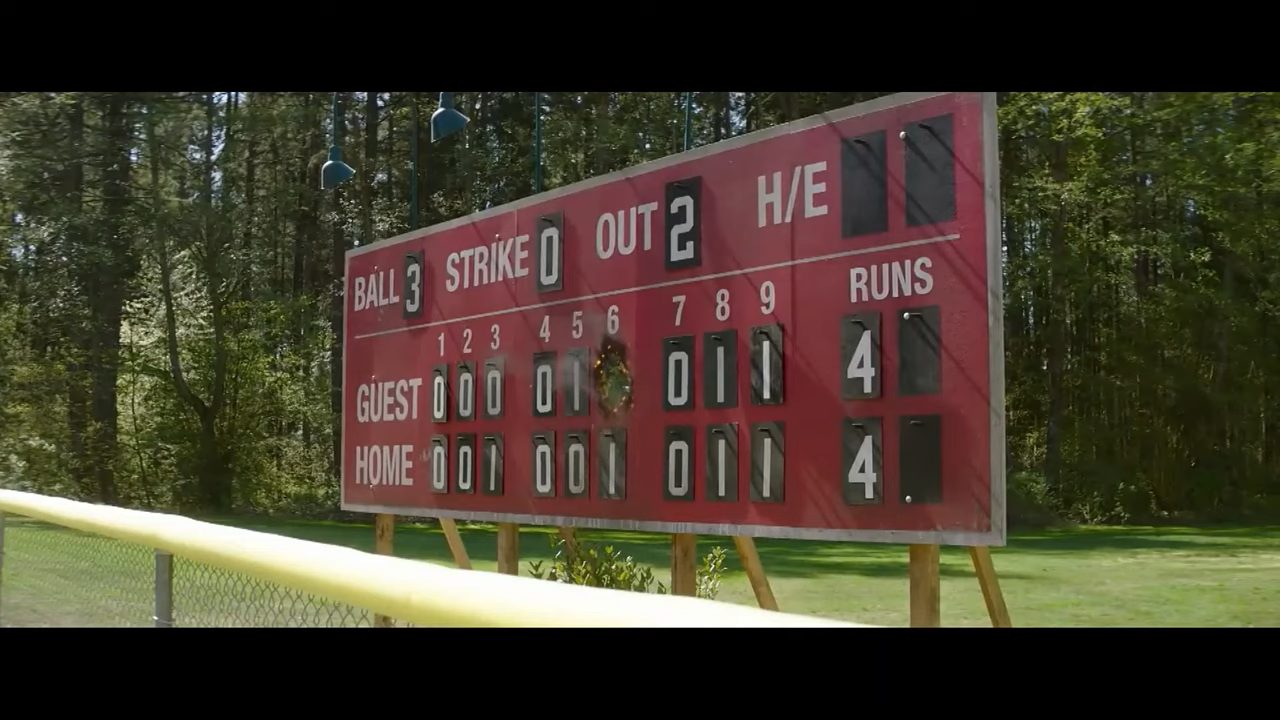 BALL 3 STRIKE 0 OUT 2 H/E
1 2 3 4 5 6 7 8 9 RUNS
GUEST 0 0 0 0 1 0 1 1 4
HOME 0 0 1 0 0 1 0 1 1 4